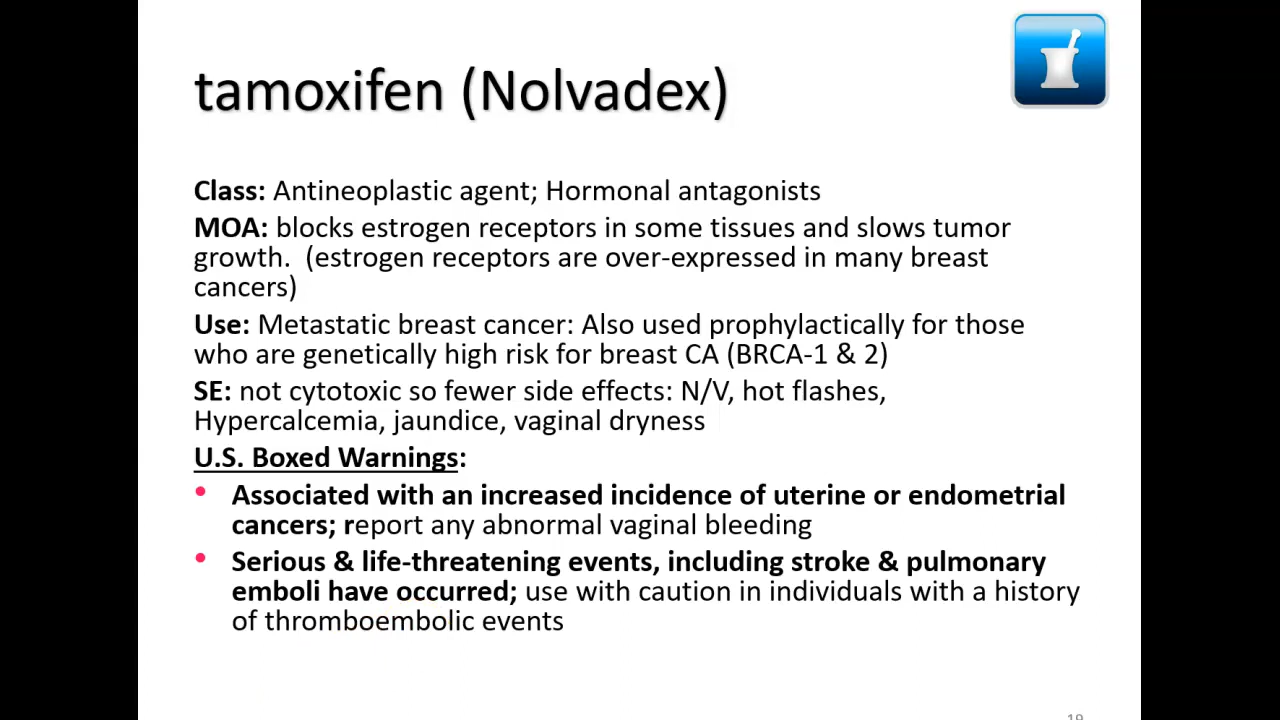 tamoxifen (Nolvadex)
Class: Antineoplastic agent; Hormonal antagonists
MOA: blocks estrogen receptors in some tissues and slows tumor
growth.  (estrogen receptors are over-expressed in many breast
cancers)
Use: Metastatic breast cancer: Also used prophylactically for those
who are genetically high risk for breast CA (BRCA-1 & 2)
SE: not cytotoxic so fewer side effects: N/V, hot flashes,
Hypercalcemia, jaundice, vaginal dryness
U.S. Boxed Warnings:
• Associated with an increased incidence of uterine or endometrial
cancers; report any abnormal vaginal bleeding
• Serious & life-threatening events, including stroke & pulmonary
emboli have occurred; use with caution in individuals with a history
of thromboembolic events
19